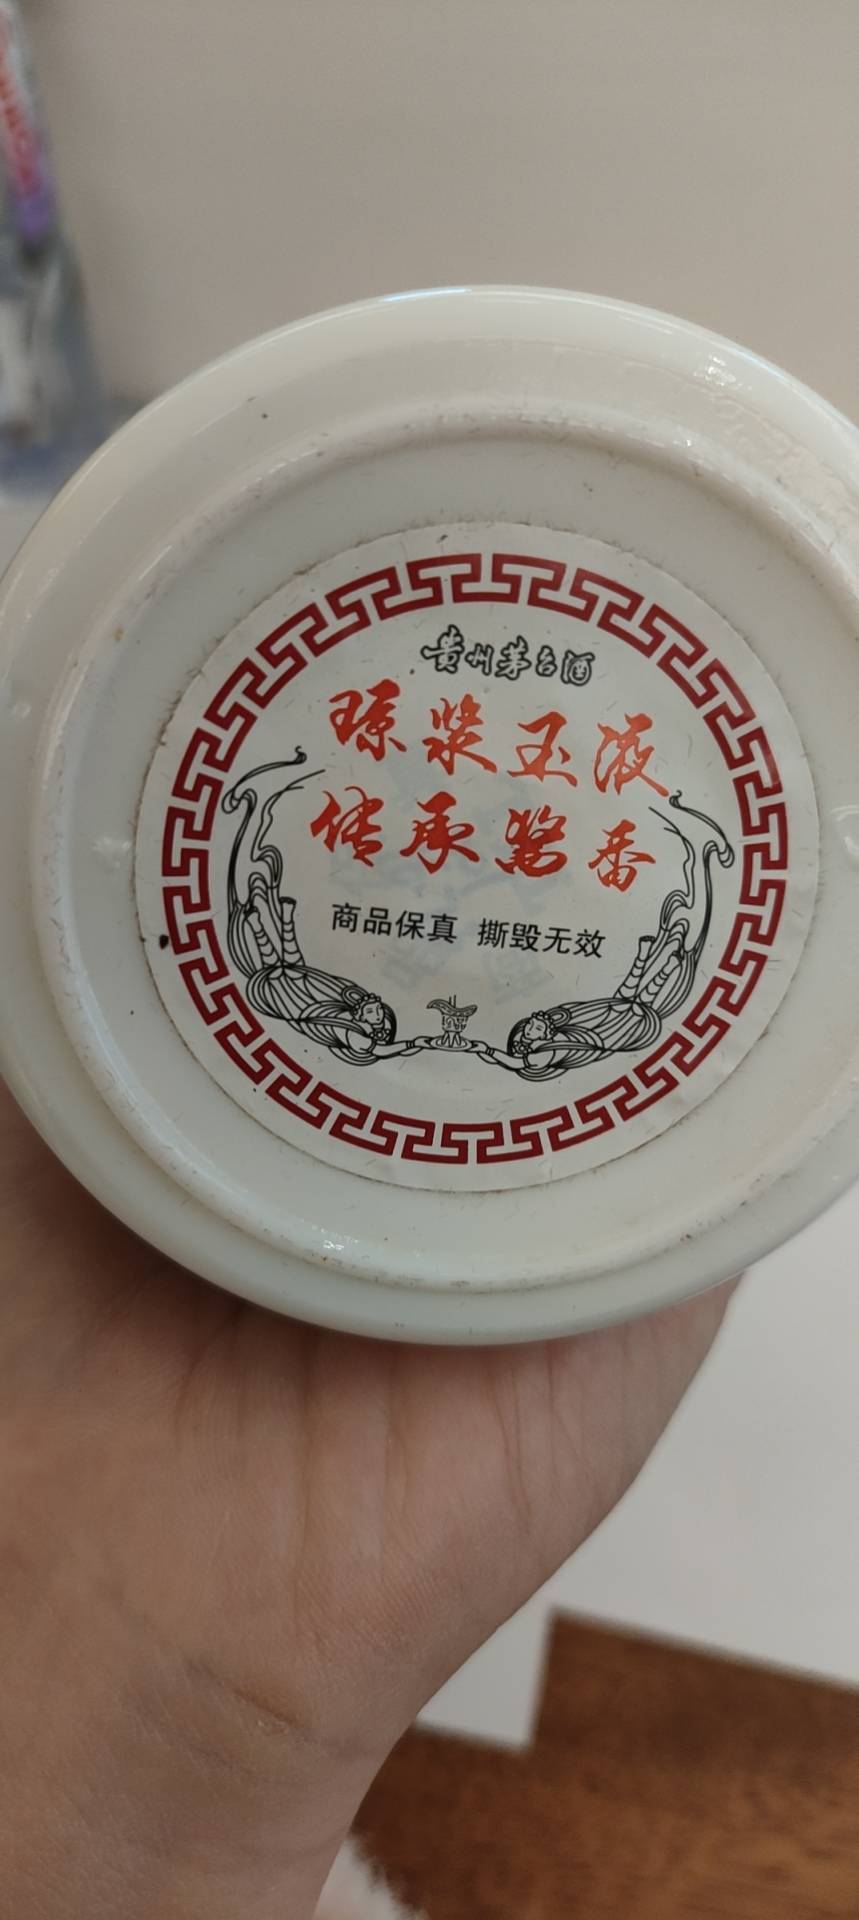 贵州茅台酒
琼浆玉液
传承酱香
商品保真 撕毁无效